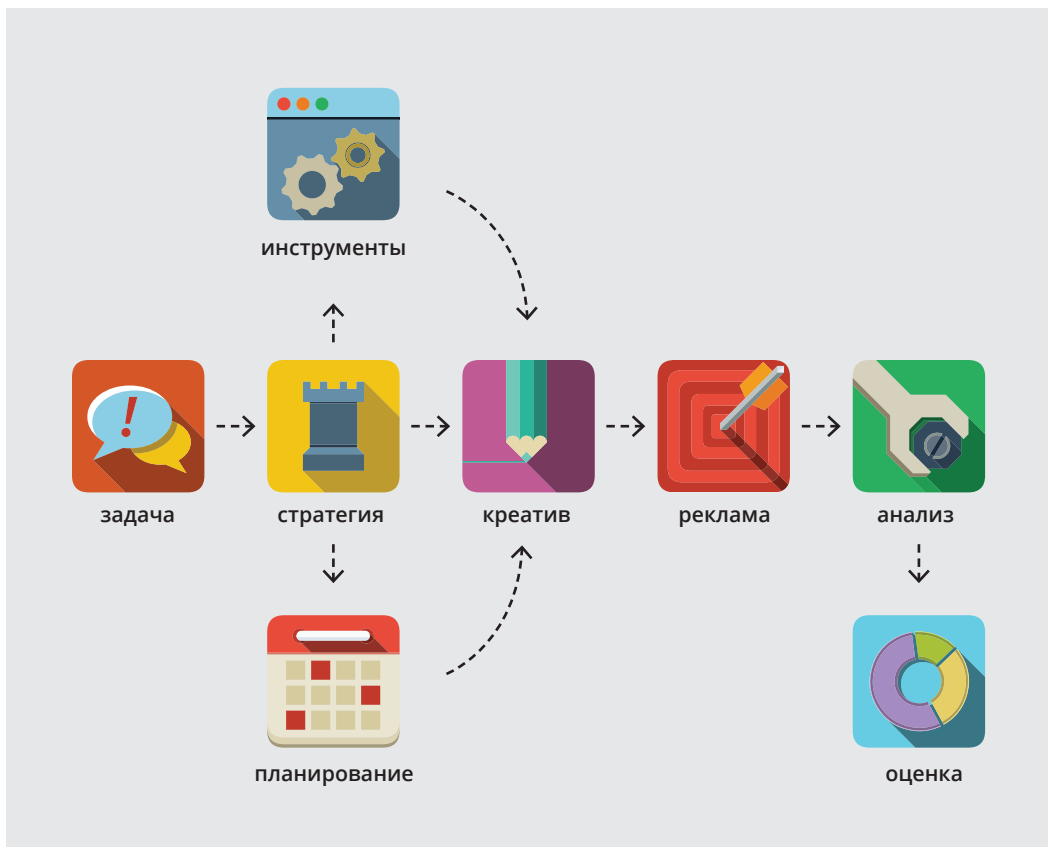 инструменты
задача
стратегия
креатив
реклама
анализ
планирование
оценка